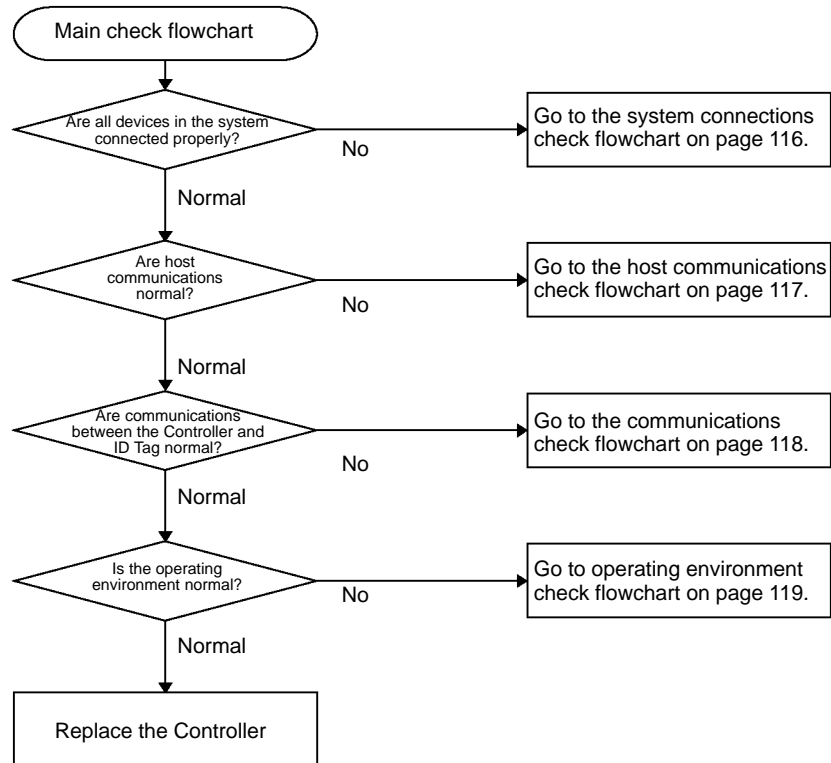 Main check flowchart
Are all devices in the system
connected properly?
No
Go to the system connections
check flowchart on page 116.
Normal
Are host
communications
normal?
No
Go to the host communications
check flowchart on page 117.
Normal
Are communications
between the Controller and
ID Tag normal?
No
Go to the communications
check flowchart on page 118.
Normal
Is the operating
environment normal?
No
Go to operating environment
check flowchart on page 119.
Normal
Replace the Controller